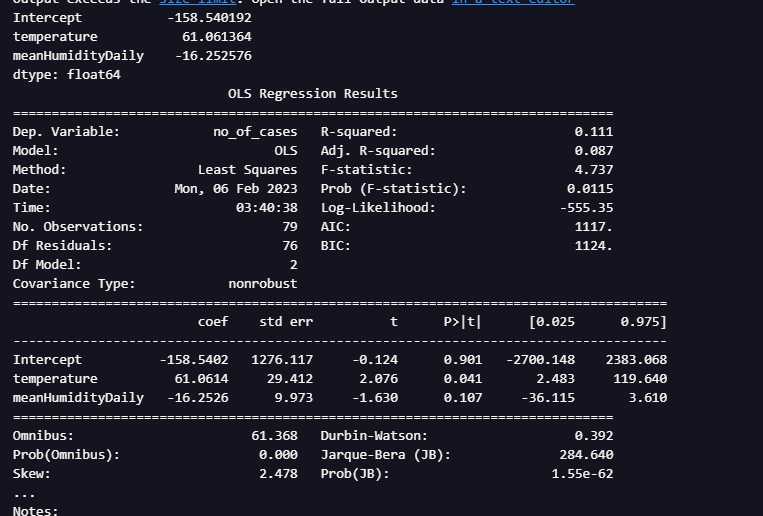 Output exceeds the size limit. Open the full output data in a text editor
Intercept           -158.540192
temperature           61.061364
meanHumidityDaily    -16.252576
dtype: float64
                            OLS Regression Results
==============================================================================
Dep. Variable:            no_of_cases   R-squared:                       0.111
Model:                            OLS   Adj. R-squared:                  0.087
Method:                 Least Squares   F-statistic:                     4.737
Date:                Mon, 06 Feb 2023   Prob (F-statistic):             0.0115
Time:                        03:40:38   Log-Likelihood:                -555.35
No. Observations:                  79   AIC:                             1117.
Df Residuals:                      76   BIC:                             1124.
Df Model:                           2
Covariance Type:            nonrobust
=====================================================================================
                        coef    std err          t      P>|t|      [0.025      0.975]
-------------------------------------------------------------------------------------
Intercept          -158.5402   1276.117     -0.124      0.901   -2700.148    2383.068
temperature          61.0614     29.412      2.076      0.041       2.483     119.640
meanHumidityDaily   -16.2526      9.973     -1.630      0.107     -36.115       3.610
==============================================================================
Omnibus:                       61.368   Durbin-Watson:                   0.392
Prob(Omnibus):                  0.000   Jarque-Bera (JB):              284.640
Skew:                           2.478   Prob(JB):                     1.55e-62
...
Notes: